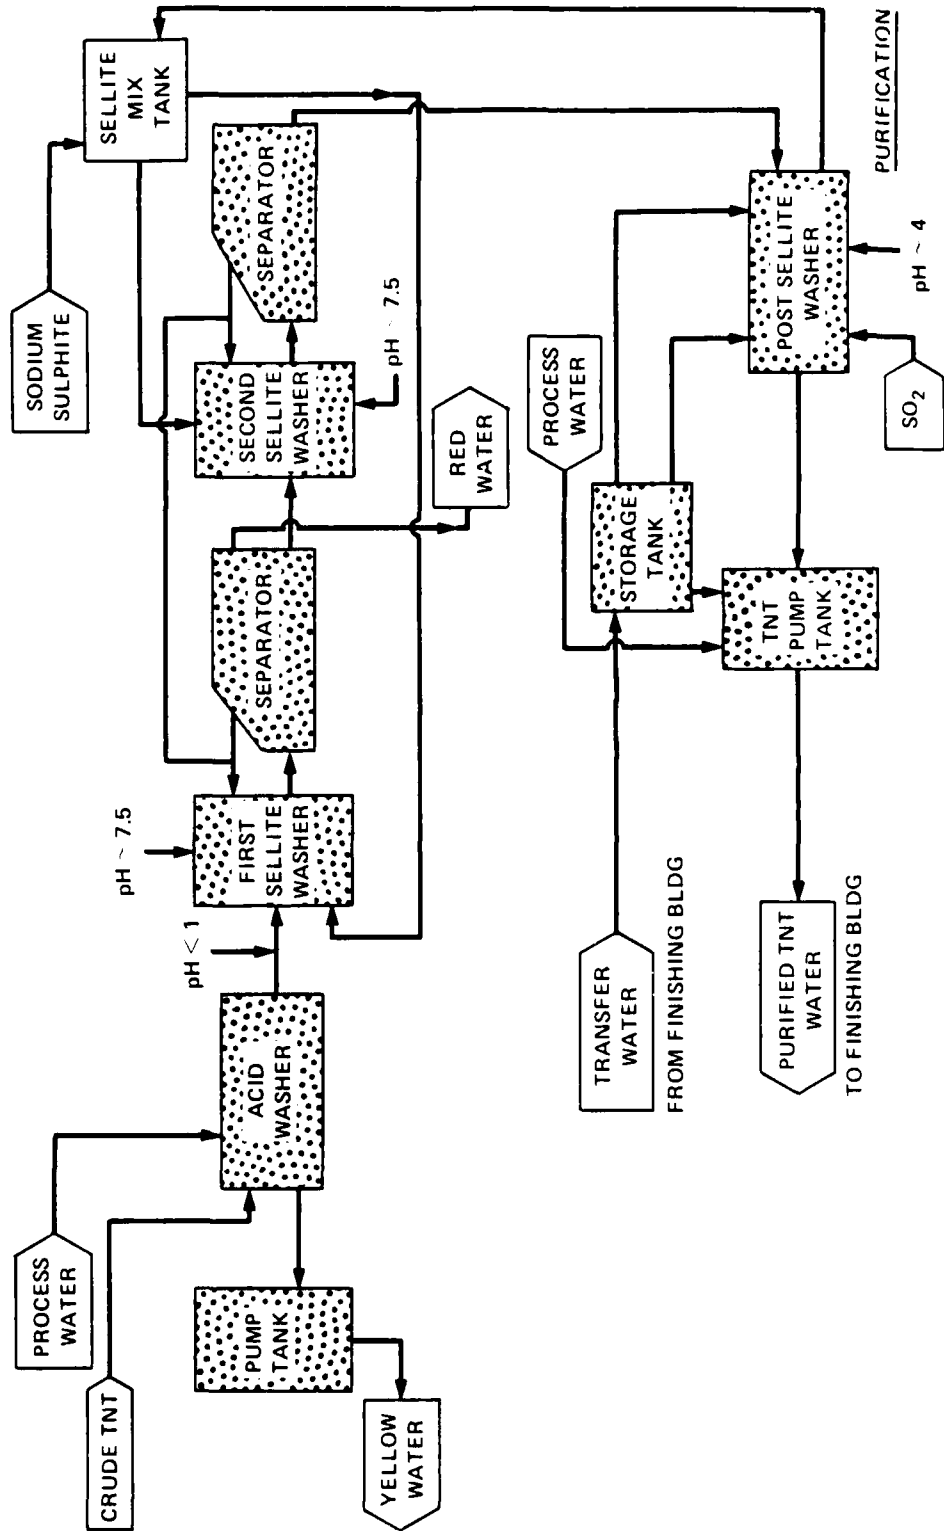 SODIUM
SULPHITE
SELLITE
MIX
TANK
PROCESS
WATER
CRUDE TNT
PUMP
TANK
YELLOW
WATER
ACID
WASHER
pH < 1
pH ~ 7.5
FIRST
SELLITE
WASHER
SEPARATOR
RED
WATER
SECOND
SELLITE
WASHER
pH ~ 7.5
SEPARATOR
TRANSFER
WATER
FROM FINISHING BLDG
STORAGE
TANK
PROCESS
WATER
PURIFIED TNT
WATER
TO FINISHING BLDG
TNT
PUMP
TANK
POST SELLITE
WASHER
SO₂
pH ~ 4
PURIFICATION